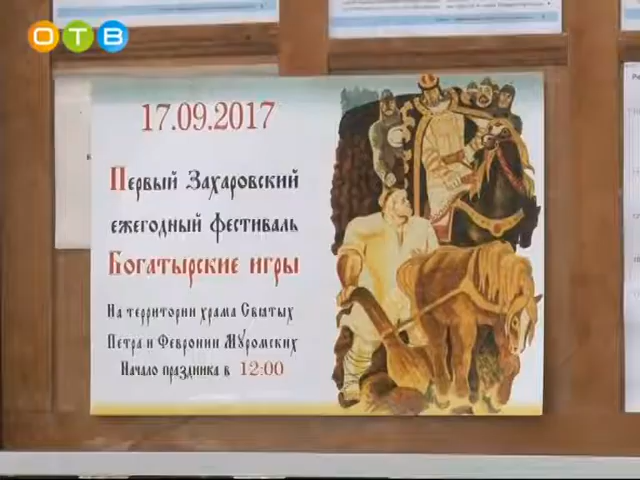 ОТВ
17.09.2017
Первый Захаровский
ежегодный фестиваль
Богатырские игры
На территории храма Святых
Петра и Февронии Муромских
Начало праздника в 12:00